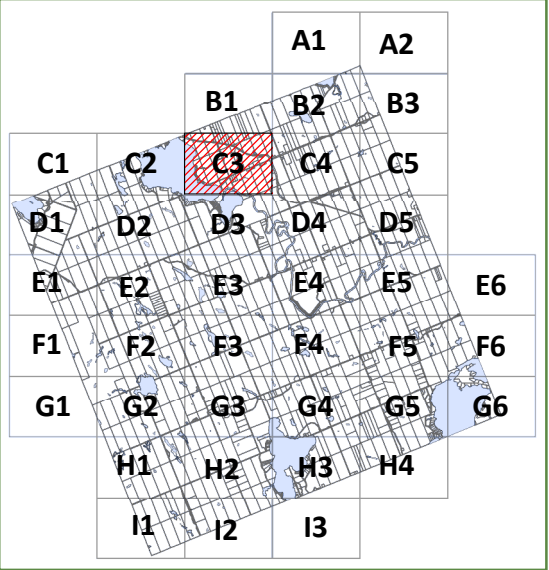 A1 A2
B1 B2 B3
C1 C2 C3 C4 C5
D1 D2 D3 D4 D5
E1 E2 E3 E4 E5 E6
F1 F2 F3 F4 F5 F6
G1 G2 G3 G4 G5 G6
H1 H2 H3 H4
I1 I2 I3